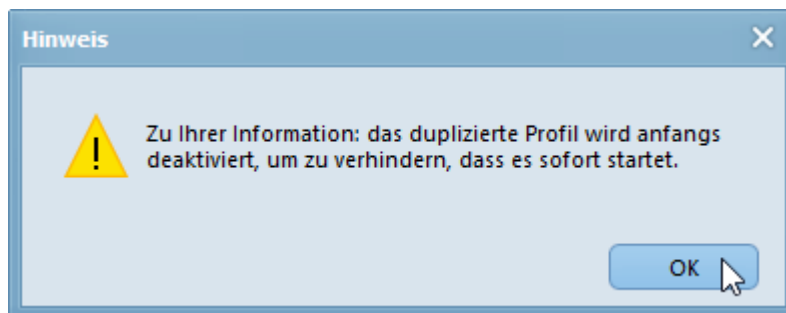 Hinweis
Zu Ihrer Information: das duplizierte Profil wird anfangs
deaktiviert, um zu verhindern, dass es sofort startet.
OK